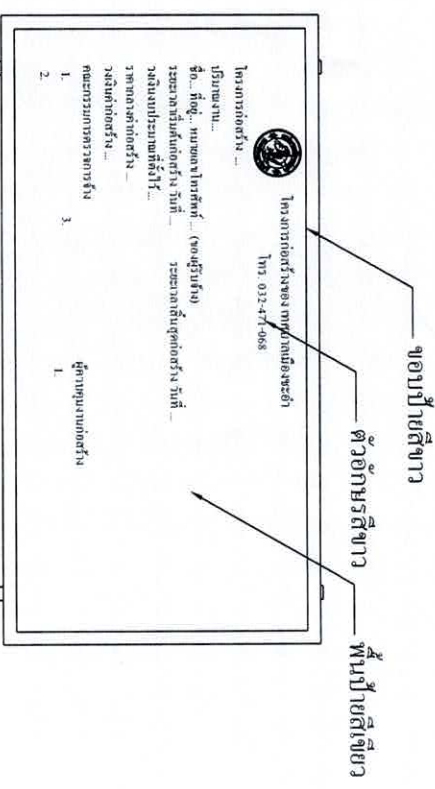 ขอบป้ายสีขาว
ตัวอักษรสีขาว
พื้นป้ายสีเขียว
โครงการก่อสร้างของ เทศบาลเมืองชะอำ
โทร. 032-471-068
โครงการก่อสร้าง ...
ปริมาณงาน...
ชื่อ... ที่อยู่... หมายเลขโทรศัพท์ ... (ของผู้รับจ้าง)
ระยะเวลาเริ่มต้นก่อสร้าง วันที่ ... ระยะเวลาสิ้นสุดก่อสร้าง วันที่ ...
วงเงินงบประมาณที่ตั้งไว้ ...
ราคากลางค่าก่อสร้าง ...
วงเงินค่าก่อสร้าง ...
คณะกรรมการตรวจการจ้าง ผู้ควบคุมงานก่อสร้าง
1. 3. 1.
2.